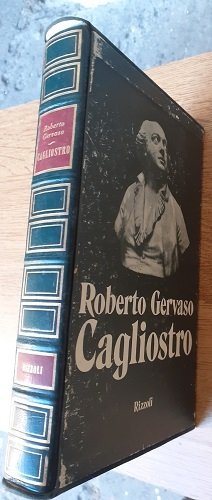 Roberto
Gervaso
CAGLIOSTRO
RIZZOLI
Roberto Gervaso
Cagliostro
Rizzoli